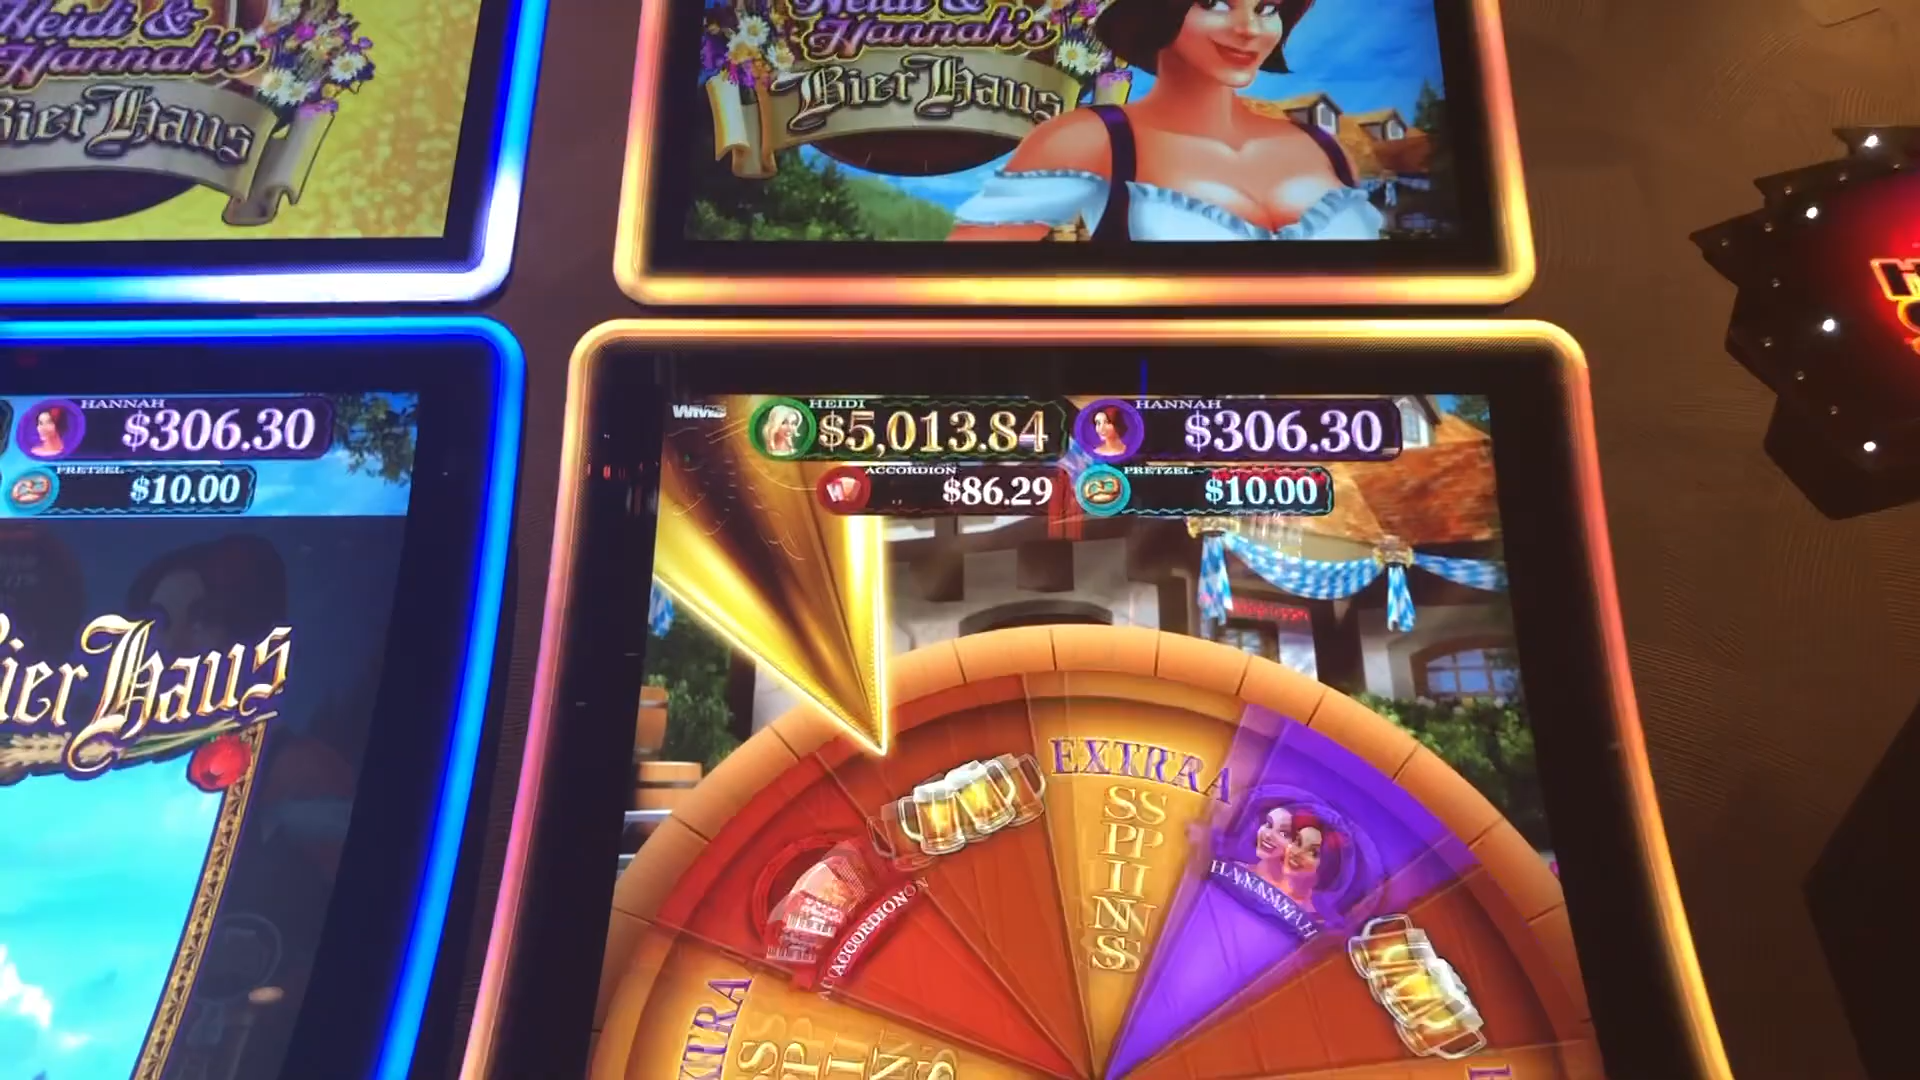 Heidi &
Hannah's
Bier Haus
Heidi &
Hannah's
Bier Haus
HANNAH
$306.30
PRETZEL
$10.00
Bier Haus
WMS
HEIDI
$5,013.84
HANNAH
$306.30
ACCORDION
$86.29
PRETZEL
$10.00
EXTRA
SPINS
HANNAH
ACCORDION
EXTRA
SPINS